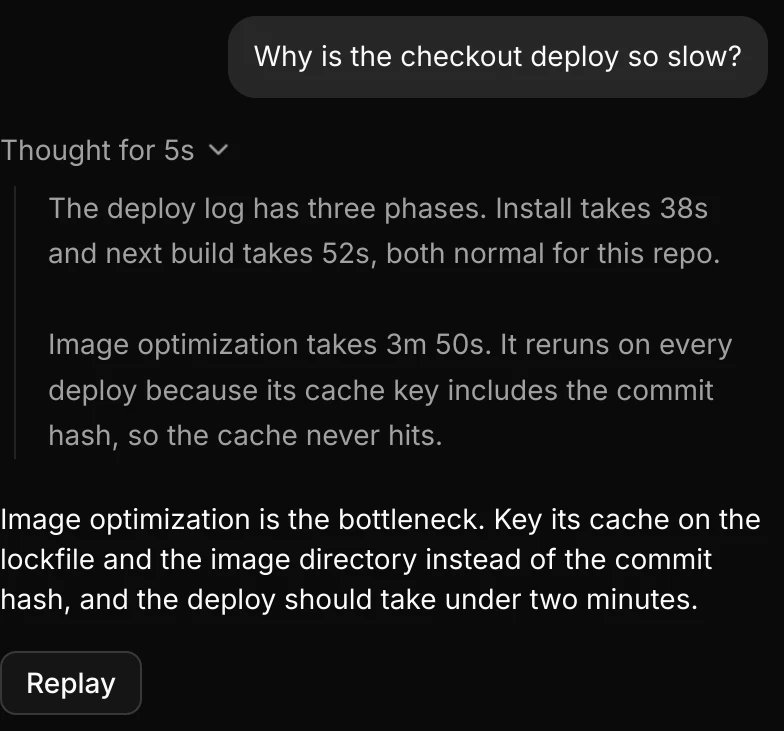 Why is the checkout deploy so slow?
Thought for 5s
The deploy log has three phases. Install takes 38s
and next build takes 52s, both normal for this repo.
Image optimization takes 3m 50s. It reruns on every
deploy because its cache key includes the commit
hash, so the cache never hits.
Image optimization is the bottleneck. Key its cache on the
lockfile and the image directory instead of the commit
hash, and the deploy should take under two minutes.
Replay